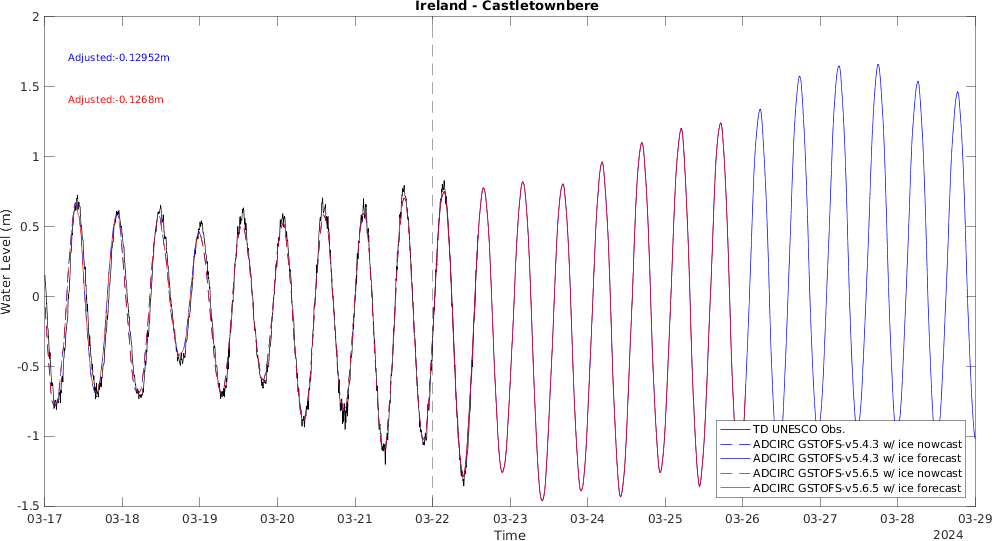 Ireland - Castletownbere
2
1.5
1
0.5
0
-0.5
-1
-1.5
Water Level (m)
Adjusted:-0.12952m
Adjusted:-0.1268m
TD UNESCO Obs.
ADCIRC GSTOFS-v5.4.3 w/ ice nowcast
ADCIRC GSTOFS-v5.4.3 w/ ice forecast
ADCIRC GSTOFS-v5.6.5 w/ ice nowcast
ADCIRC GSTOFS-v5.6.5 w/ ice forecast
03-17 03-18 03-19 03-20 03-21 03-22 03-23 03-24 03-25 03-26 03-27 03-28 03-29
Time
2024